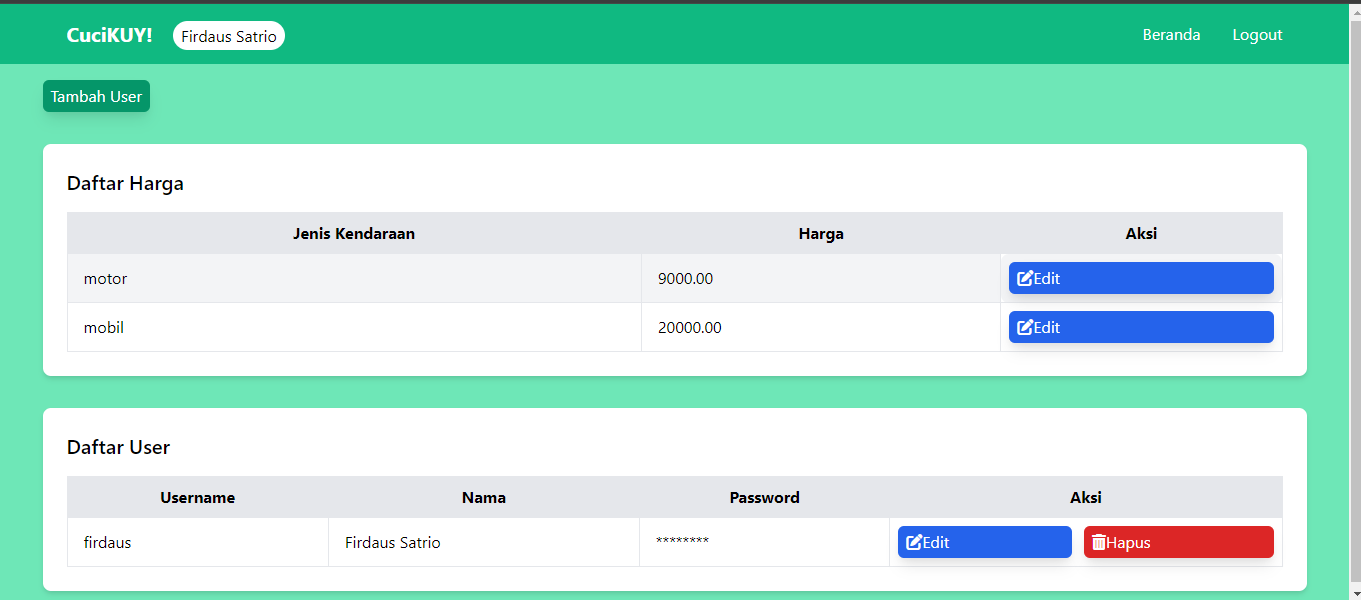 CuciKUY! Firdaus Satrio Beranda Logout
Tambah User
Daftar Harga
Jenis Kendaraan Harga Aksi
motor 9000.00 Edit
mobil 20000.00 Edit
Daftar User
Username Nama Password Aksi
firdaus Firdaus Satrio ******** Edit Hapus